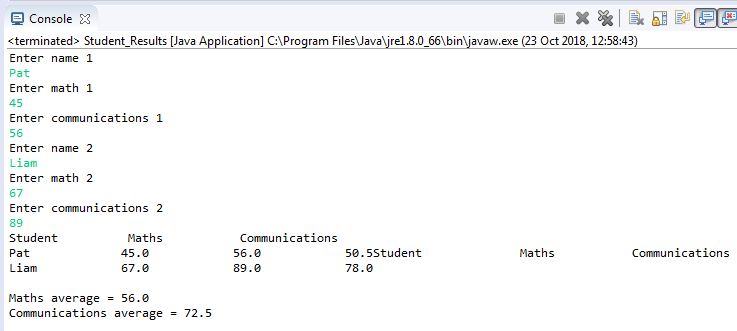 Console
<terminated> Student_Results [Java Application] C:\Program Files\Java\jre1.8.0_66\bin\javaw.exe (23 Oct 2018, 12:58:43)
Enter name 1
Pat
Enter math 1
45
Enter communications 1
56
Enter name 2
Liam
Enter math 2
67
Enter communications 2
89
Student Maths Communications
Pat 45.0 56.0 50.5Student Maths Communications
Liam 67.0 89.0 78.0
Maths average = 56.0
Communications average = 72.5